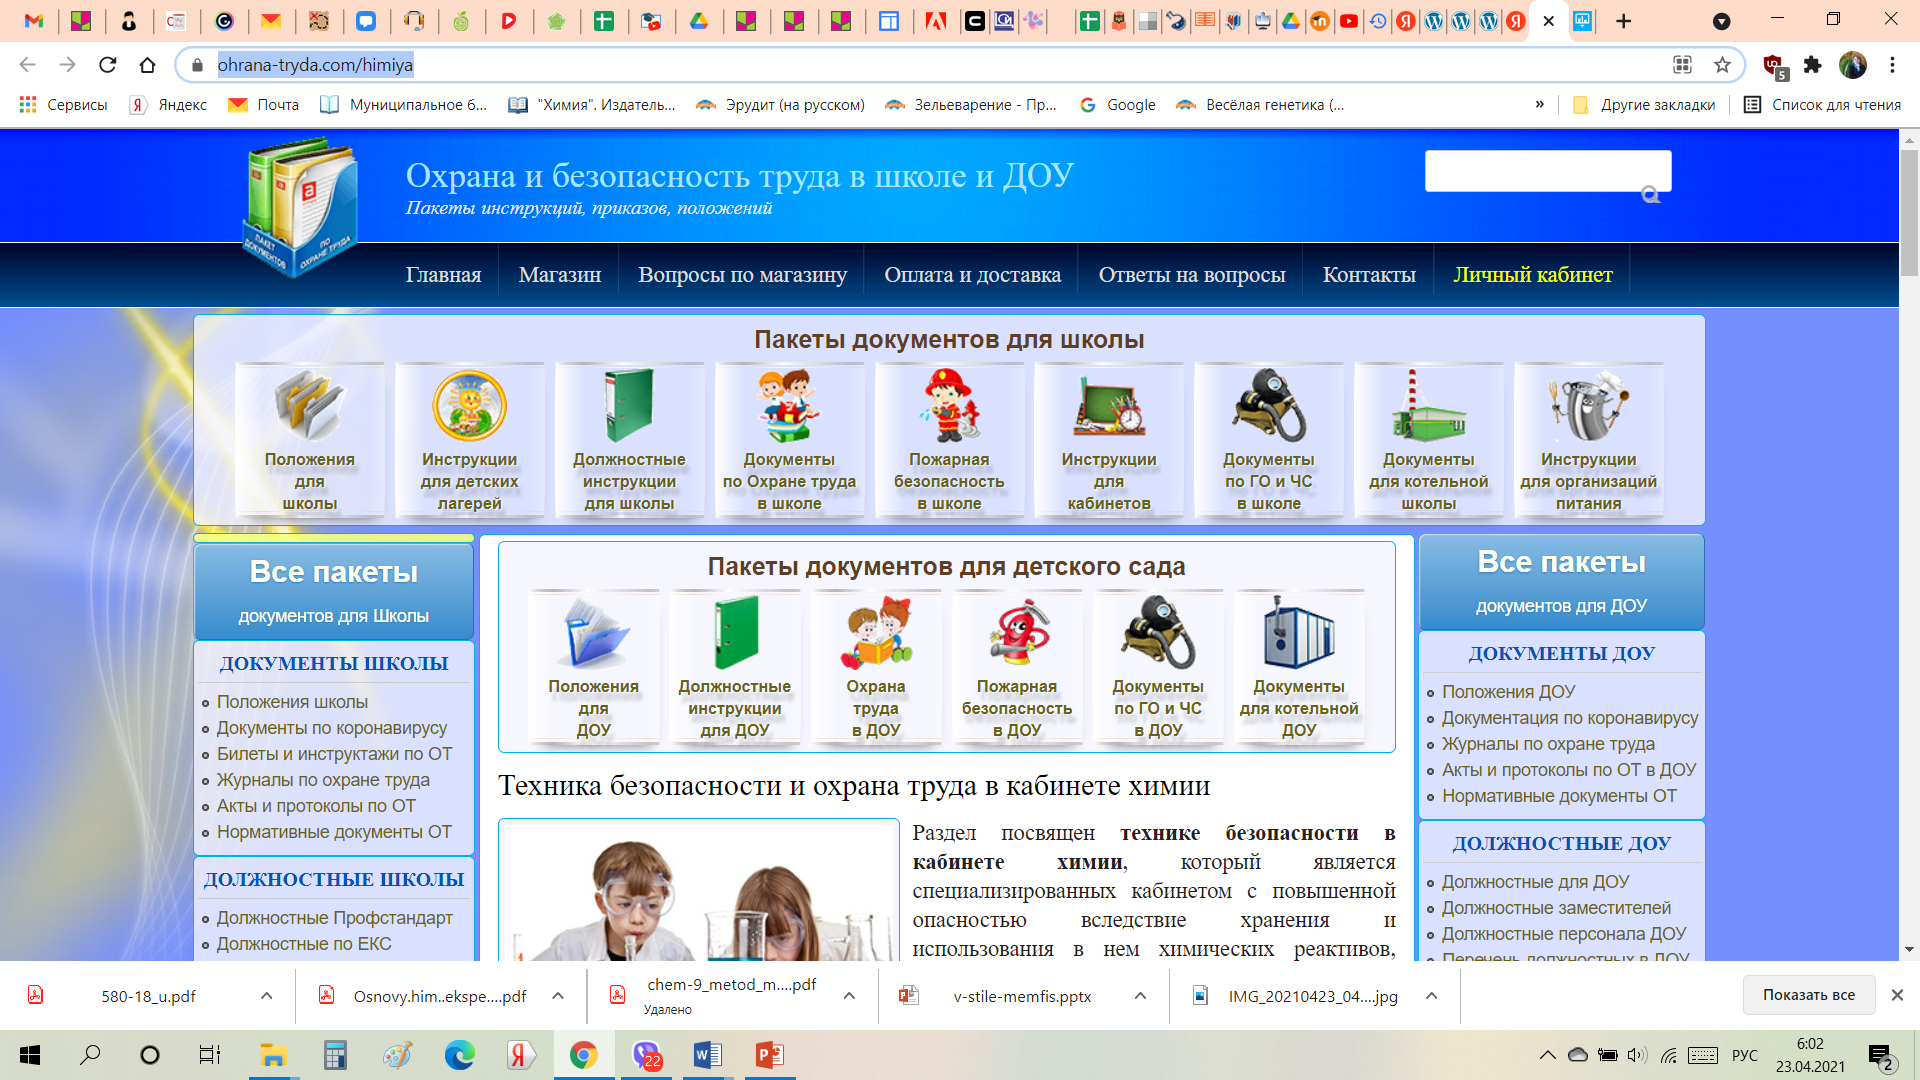 ohrana-tryda.com/himiya
5
Сервисы
Яндекс
Почта
Муниципальное б...
"Химия". Издатель...
Эрудит (на русском)
Зельеварение - Пр...
Google
Весёлая генетика (...
»
Другие закладки
Список для чтения
Охрана и безопасность труда в школе и ДОУ
Пакеты инструкций, приказов, положений
ПАКЕТ ДОКУМЕНТОВ
ПО ОХРАНЕ ТРУДА
Главная
Магазин
Вопросы по магазину
Оплата и доставка
Ответы на вопросы
Контакты
Личный кабинет
Пакеты документов для школы
Положения
для
школы
Инструкции
для детских
лагерей
Должностные
инструкции
для школы
Документы
по Охране труда
в школе
Пожарная
безопасность
в школе
Инструкции
для
кабинетов
Документы
по ГО и ЧС
в школе
Документы
для котельной
школы
Инструкции
для организаций
питания
Все пакеты
документов для Школы
ДОКУМЕНТЫ ШКОЛЫ
Положения школы
Документы по коронавирусу
Билеты и инструктажи по ОТ
Журналы по охране труда
Акты и протоколы по ОТ
Нормативные документы ОТ
ДОЛЖНОСТНЫЕ ШКОЛЫ
Должностные Профстандарт
Должностные по ЕКС
Пакеты документов для детского сада
Положения
для
ДОУ
Должностные
инструкции
для ДОУ
Охрана
труда
в ДОУ
Пожарная
безопасность
в ДОУ
Документы
по ГО и ЧС
в ДОУ
Документы
для котельной
ДОУ
Техника безопасности и охрана труда в кабинете химии
Раздел посвящен технике безопасности в
кабинете химии, который является
специализированных кабинетом с повышенной
опасностью вследствие хранения и
использования в нем химических реактивов,
Все пакеты
документов для ДОУ
ДОКУМЕНТЫ ДОУ
Положения ДОУ
Документация по коронавирусу
Журналы по охране труда
Акты и протоколы по ОТ в ДОУ
Нормативные документы ОТ
ДОЛЖНОСТНЫЕ ДОУ
Должностные для ДОУ
Должностные заместителей
Должностные персонала ДОУ
Перечень должностных в ДОУ
580-18_u.pdf
Osnovy.him..ekspe....pdf
chem-9_metod_m....pdf
Удалено
v-stile-memfis.pptx
IMG_20210423_04....jpg
Показать все
22
РУС
6:02
23.04.2021
2